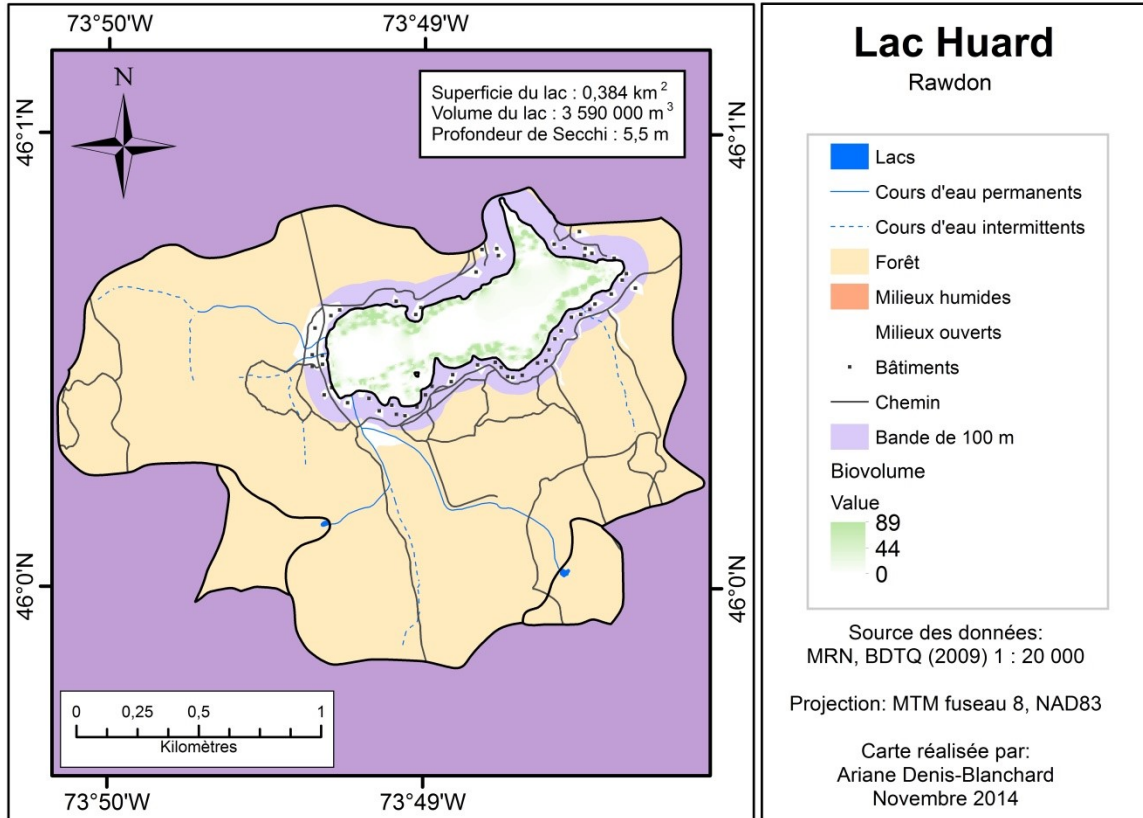 73°50'W
73°49'W
N
Superficie du lac : 0,384 km²
Volume du lac : 3 590 000 m³
Profondeur de Secchi : 5,5 m
46°1'N
46°1'N
46°0'N
46°0'N
0 0,25 0,5 1
Kilomètres
73°50'W
73°49'W
Lac Huard
Rawdon
Lacs
Cours d'eau permanents
Cours d'eau intermittents
Forêt
Milieux humides
Milieux ouverts
Bâtiments
Chemin
Bande de 100 m
Biovolume
Value
89
44
0
Source des données:
MRN, BDTQ (2009) 1 : 20 000
Projection: MTM fuseau 8, NAD83
Carte réalisée par:
Ariane Denis-Blanchard
Novembre 2014